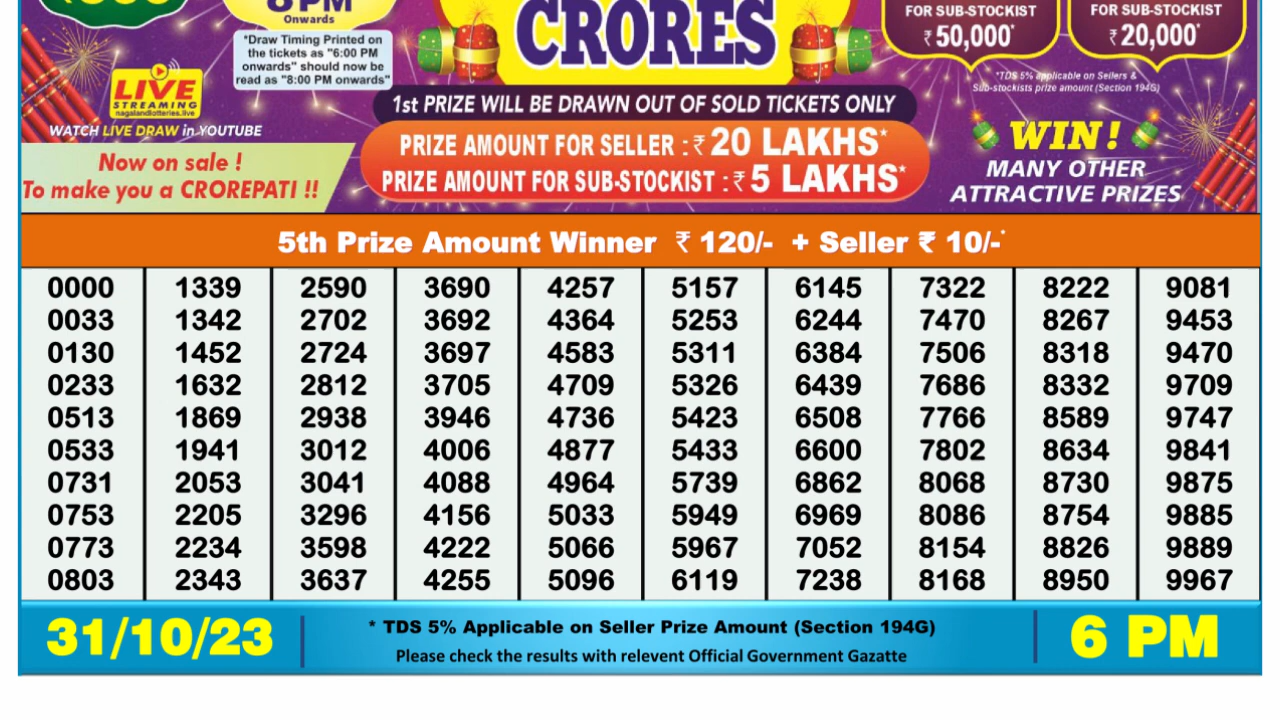 8 PM
Onwards
*Draw Timing Printed on
the tickets as "6:00 PM
onwards" should now be
read as "8:00 PM onwards"
CRORES
FOR SUB-STOCKIST
₹ 50,000*
FOR SUB-STOCKIST
₹ 20,000*
*TDS 5% applicable on Sellers &
Sub-stockists prize amount (Section 194G)
LIVE
STREAMING
nagalandlotteries.live
WATCH LIVE DRAW in YOUTUBE
Now on sale !
To make you a CROREPATI !!
1st PRIZE WILL BE DRAWN OUT OF SOLD TICKETS ONLY
PRIZE AMOUNT FOR SELLER : ₹ 20 LAKHS*
PRIZE AMOUNT FOR SUB-STOCKIST : ₹ 5 LAKHS*
WIN !
MANY OTHER
ATTRACTIVE PRIZES
5th Prize Amount Winner ₹ 120/- + Seller ₹ 10/-*
0000 1339 2590 3690 4257 5157 6145 7322 8222 9081
0033 1342 2702 3692 4364 5253 6244 7470 8267 9453
0130 1452 2724 3697 4583 5311 6384 7506 8318 9470
0233 1632 2812 3705 4709 5326 6439 7686 8332 9709
0513 1869 2938 3946 4736 5423 6508 7766 8589 9747
0533 1941 3012 4006 4877 5433 6600 7802 8634 9841
0731 2053 3041 4088 4964 5739 6862 8068 8730 9875
0753 2205 3296 4156 5033 5949 6969 8086 8754 9885
0773 2234 3598 4222 5066 5967 7052 8154 8826 9889
0803 2343 3637 4255 5096 6119 7238 8168 8950 9967
31/10/23
* TDS 5% Applicable on Seller Prize Amount (Section 194G)
Please check the results with relevent Official Government Gazatte
6 PM